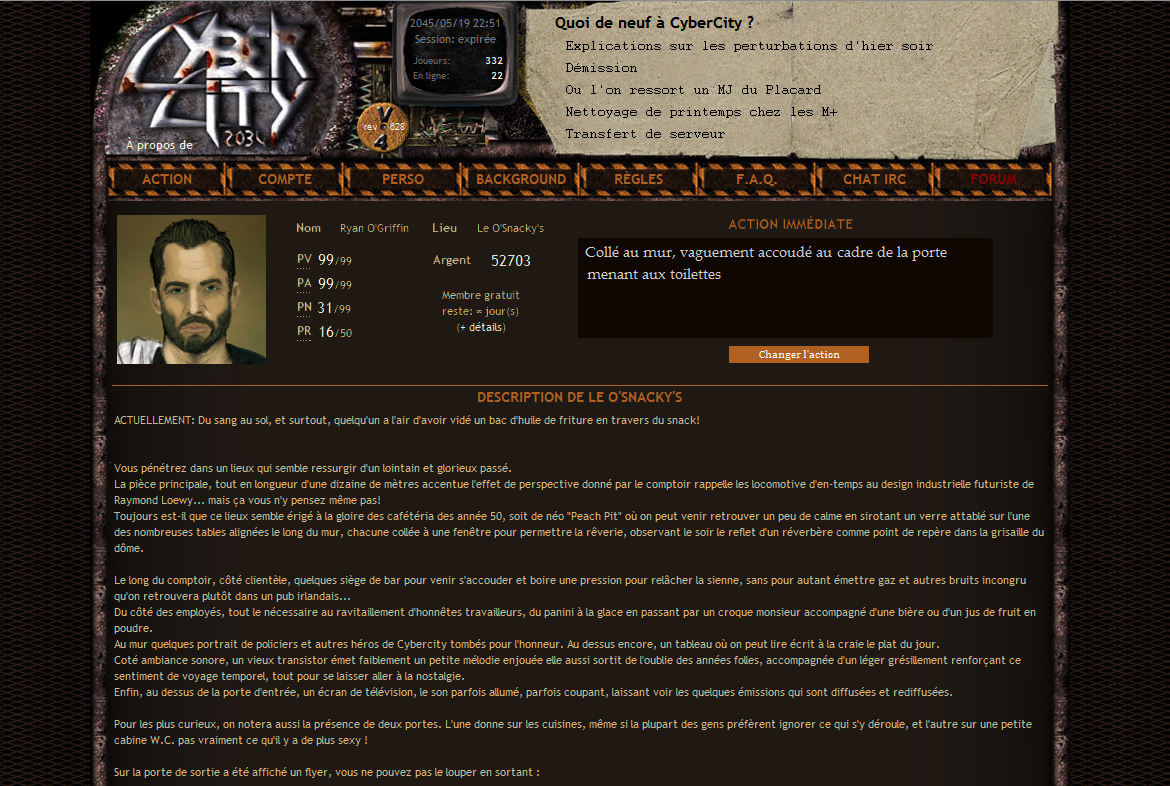 CYBER
CITY
2034
A propos de
2045/05/19 22:51
Session: expirée
Joueurs: 332
En ligne: 22
V
rev 628
4
Quoi de neuf à CyberCity ?
Explications sur les perturbations d'hier soir
Démission
Ou l'on ressort un MJ du Placard
Nettoyage de printemps chez les M+
Transfert de serveur
ACTION COMPTE PERSO BACKGROUND RÈGLES F.A.Q. CHAT IRC FORUM
Nom Ryan O'Griffin
PV 99/99
PA 99/99
PN 31/99
PR 16/50
Lieu Le O'Snacky's
Argent 52703
Membre gratuit
reste: ∞ jour(s)
(+ détails)
ACTION IMMÉDIATE
Collé au mur, vaguement accoudé au cadre de la porte
menant aux toilettes
Changer l'action
DESCRIPTION DE LE O'SNACKY'S
ACTUELLEMENT: Du sang au sol, et surtout, quelqu'un a l'air d'avoir vidé un bac d'huile de friture en travers du snack!
Vous pénétrez dans un lieux qui semble ressurgir d'un lointain et glorieux passé.
La pièce principale, tout en longueur d'une dizaine de mètres accentue l'effet de perspective donné par le comptoir rappelle les locomotive d'en-temps au design industrielle futuriste de
Raymond Loewy... mais ça vous n'y pensez même pas!
Toujours est-il que ce lieux semble érigé à la gloire des cafétéria des année 50, soit de néo "Peach Pit" où on peut venir retrouver un peu de calme en sirotant un verre attablé sur l'une
des nombreuses tables alignées le long du mur, chacune collée à une fenêtre pour permettre la rêverie, observant le soir le reflet d'un réverbère comme point de repère dans la grisaille du
dôme.
Le long du comptoir, côté clientèle, quelques siège de bar pour venir s'accouder et boire une pression pour relâcher la sienne, sans pour autant émettre gaz et autres bruits incongru
qu'on retrouvera plutôt dans un pub irlandais...
Du côté des employés, tout le nécessaire au ravitaillement d'honnêtes travailleurs, du panini à la glace en passant par un croque monsieur accompagné d'une bière ou d'un jus de fruit en
poudre.
Au mur quelques portrait de policiers et autres héros de Cybercity tombés pour l'honneur. Au dessus encore, un tableau où on peut lire écrit à la craie le plat du jour.
Coté ambiance sonore, un vieux transistor émet faiblement un petite mélodie enjouée elle aussi sortit de l'oublie des années folles, accompagnée d'un léger grésillement renforçant ce
sentiment de voyage temporel, tout pour se laisser aller à la nostalgie.
Enfin, au dessus de la porte d'entrée, un écran de télévision, le son parfois allumé, parfois coupant, laissant voir les quelques émissions qui sont diffusées et rediffusées.
Pour les plus curieux, on notera aussi la présence de deux portes. L'une donne sur les cuisines, même si la plupart des gens préfèrent ignorer ce qui s'y déroule, et l'autre sur une petite
cabine W.C. pas vraiment ce qu'il y a de plus sexy !
Sur la porte de sortie a été affiché un flyer, vous ne pouvez pas le louper en sortant :